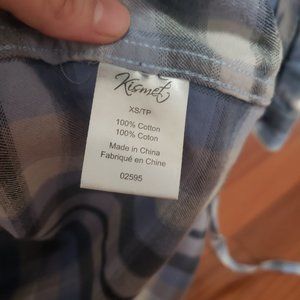 Kismet
XS/TP
100% Cotton
100% Coton
Made in China
Fabriqué en Chine
02595